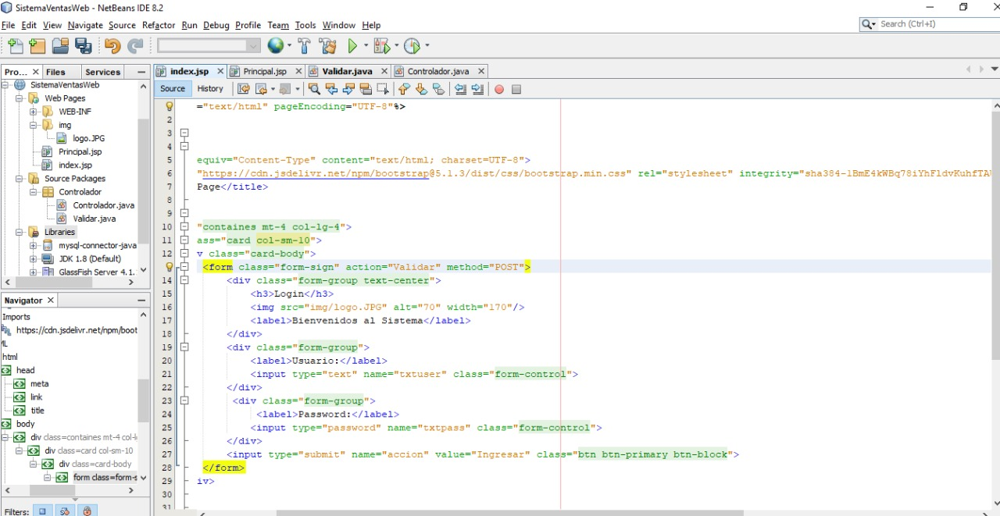 SistemaVentasWeb - NetBeans IDE 8.2
File Edit View Navigate Source Refactor Run Debug Profile Team Tools Window Help
Search (Ctrl+I)
Pro... Files Services
index.jsp Principal.jsp Validar.java Controlador.java
Source History
SistemaVentasWeb
Web Pages
WEB-INF
img
logo.JPG
Principal.jsp
index.jsp
Source Packages
Controlador
Controlador.java
Validar.java
Libraries
mysql-connector-java
JDK 1.8 (Default)
GlassFish Server 4.1.
Navigator
Imports
https://cdn.jsdelivr.net/npm/boot
html
head
meta
link
title
body
div class=containes mt-4 col-l
div class=card col-sm-10
div class=card-body
form class=form-s
Filters:
="text/html" pageEncoding="UTF-8"%>
2
3
4
5 equiv="Content-Type" content="text/html; charset=UTF-8">
6 "https://cdn.jsdelivr.net/npm/bootstrap@5.1.3/dist/css/bootstrap.min.css" rel="stylesheet" integrity="sha384-1BmE4kWBq78iYhFldvKuhfTAU
7 Page</title>
8
9
10 "containes mt-4 col-lg-4">
11 ass="card col-sm-10">
12 v class="card-body">
<form class="form-sign" action="Validar" method="POST">
14 <div class="form-group text-center">
15 <h3>Login</h3>
16 <img src="img/logo.JPG" alt="70" width="170"/>
17 <label>Bienvenidos al Sistema</label>
18 </div>
19 <div class="form-group">
20 <label>Usuario:</label>
21 <input type="text" name="txtuser" class="form-control">
22 </div>
23 <div class="form-group">
24 <label>Password:</label>
25 <input type="password" name="txtpass" class="form-control">
26 </div>
27 <input type="submit" name="accion" value="Ingresar" class="btn btn-primary btn-block">
28 </form>
29 iv>
30
31